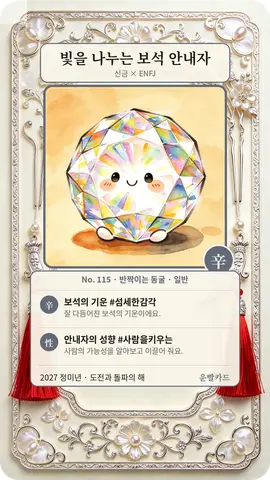 빛을 나누는 보석 안내자
신금 × ENFJ
辛
No. 115 · 반짝이는 동굴 · 일반
辛 보석의 기운 #섬세한감각
잘 다듬어진 보석의 기운이에요.
性 안내자의 성향 #사람을키우는
사람의 가능성을 알아보고 이끌어 줘요.
2027 정미년 · 도전과 돌파의 해 운빨카드